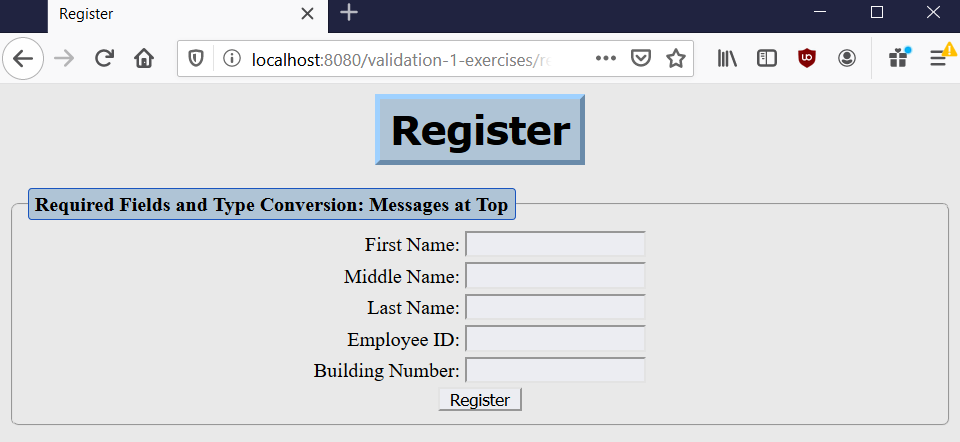 Register
localhost:8080/validation-1-exercises/re
Register
Required Fields and Type Conversion: Messages at Top
First Name:
Middle Name:
Last Name:
Employee ID:
Building Number:
Register